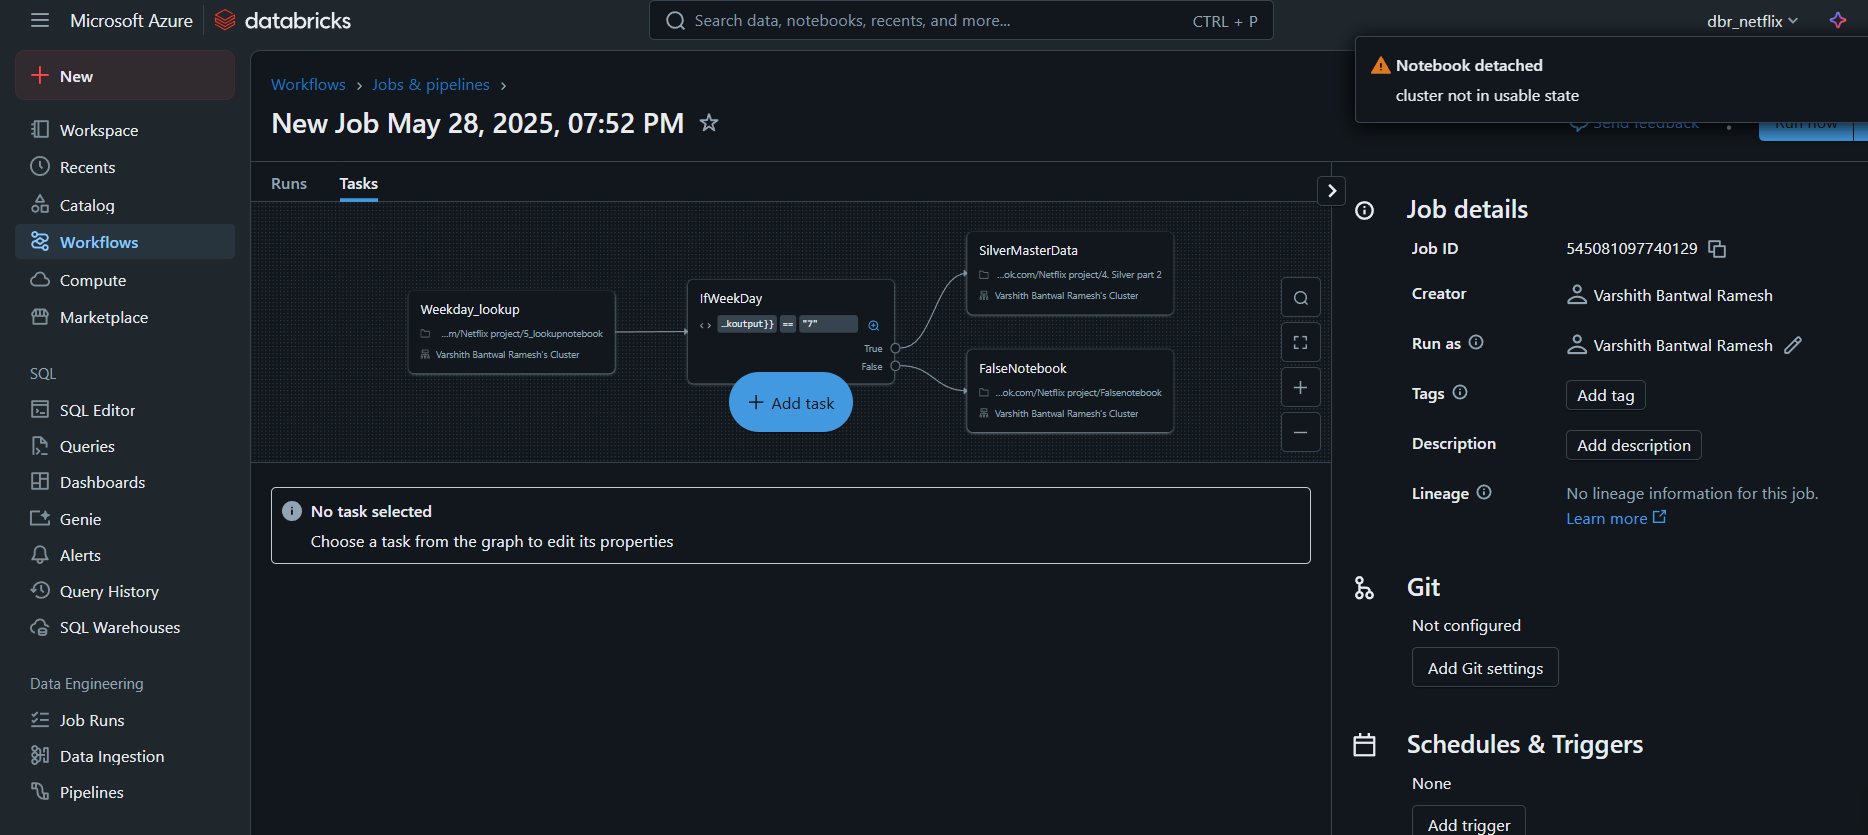 Microsoft Azure databricks
Search data, notebooks, recents, and more...
CTRL + P
dbr_netflix
Notebook detached
cluster not in usable state
New
Workspace
Recents
Catalog
Workflows
Compute
Marketplace
SQL
SQL Editor
Queries
Dashboards
Genie
Alerts
Query History
SQL Warehouses
Data Engineering
Job Runs
Data Ingestion
Pipelines
Workflows > Jobs & pipelines >
New Job May 28, 2025, 07:52 PM
Send feedback
Run now
Runs
Tasks
Weekday_lookup
...m/Netflix project/5_lookupnotebook
Varshith Bantwal Ramesh's Cluster
IfWeekDay
...koutput}} == "7"
True
False
Add task
SilverMasterData
...ok.com/Netflix project/4. Silver part 2
Varshith Bantwal Ramesh's Cluster
FalseNotebook
...ok.com/Netflix project/Falsenotebook
Varshith Bantwal Ramesh's Cluster
No task selected
Choose a task from the graph to edit its properties
Job details
Job ID 545081097740129
Creator Varshith Bantwal Ramesh
Run as Varshith Bantwal Ramesh
Tags Add tag
Description Add description
Lineage No lineage information for this job.
Learn more
Git
Not configured
Add Git settings
Schedules & Triggers
None
Add trigger